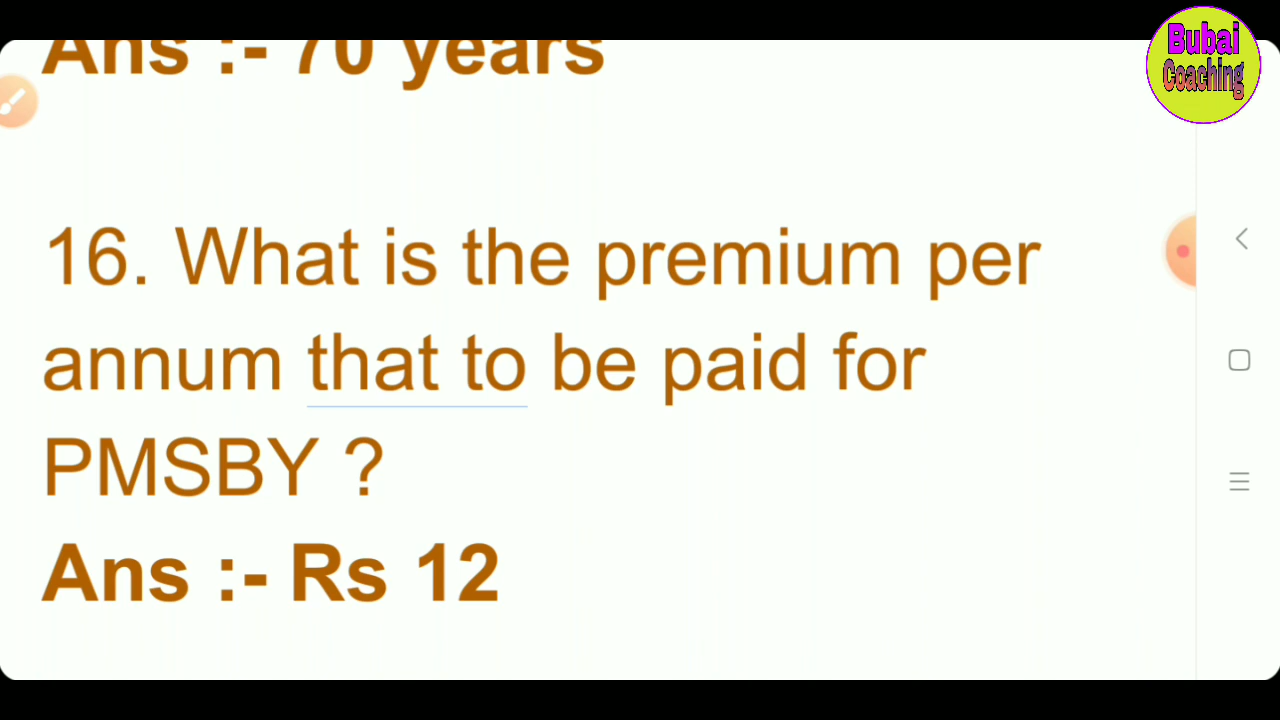 Ans :- 70 years
Bubai
Coaching
16. What is the premium per
annum that to be paid for
PMSBY ?
Ans :- Rs 12